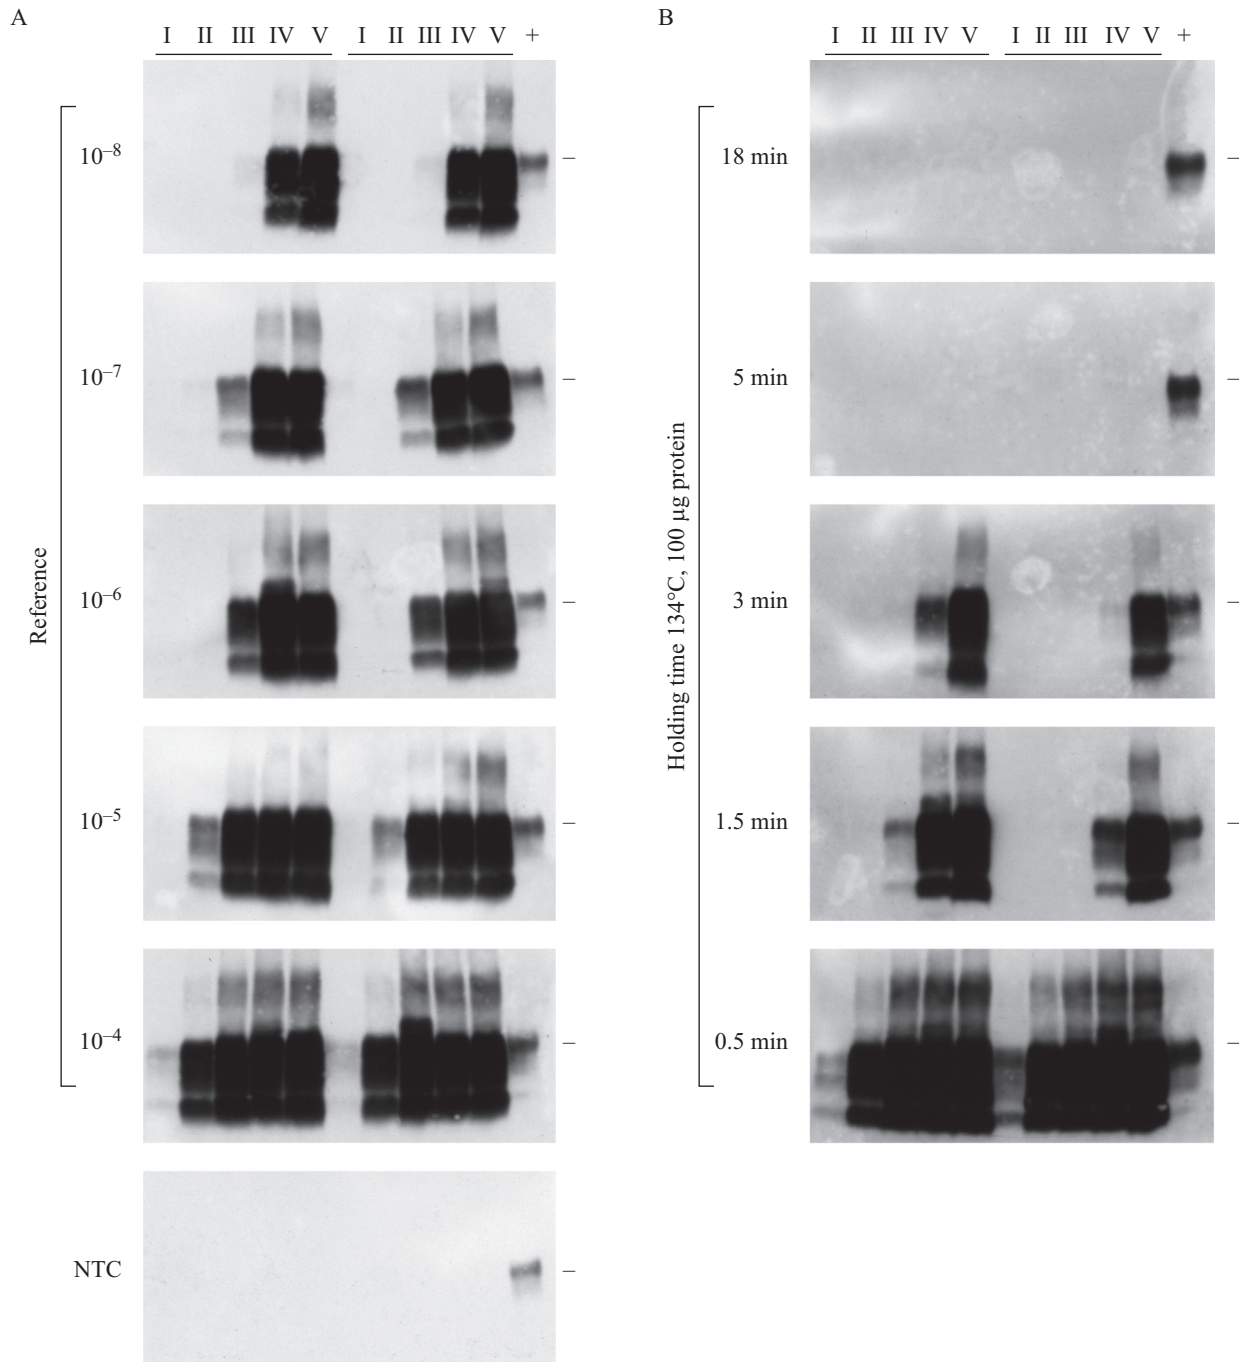 A
I II III IV V I II III IV V +
Reference
10⁻⁸ –
10⁻⁷ –
10⁻⁶ –
10⁻⁵ –
10⁻⁴ –
NTC –
B
I II III IV V I II III IV V +
Holding time 134°C, 100 µg protein
18 min –
5 min –
3 min –
1.5 min –
0.5 min –